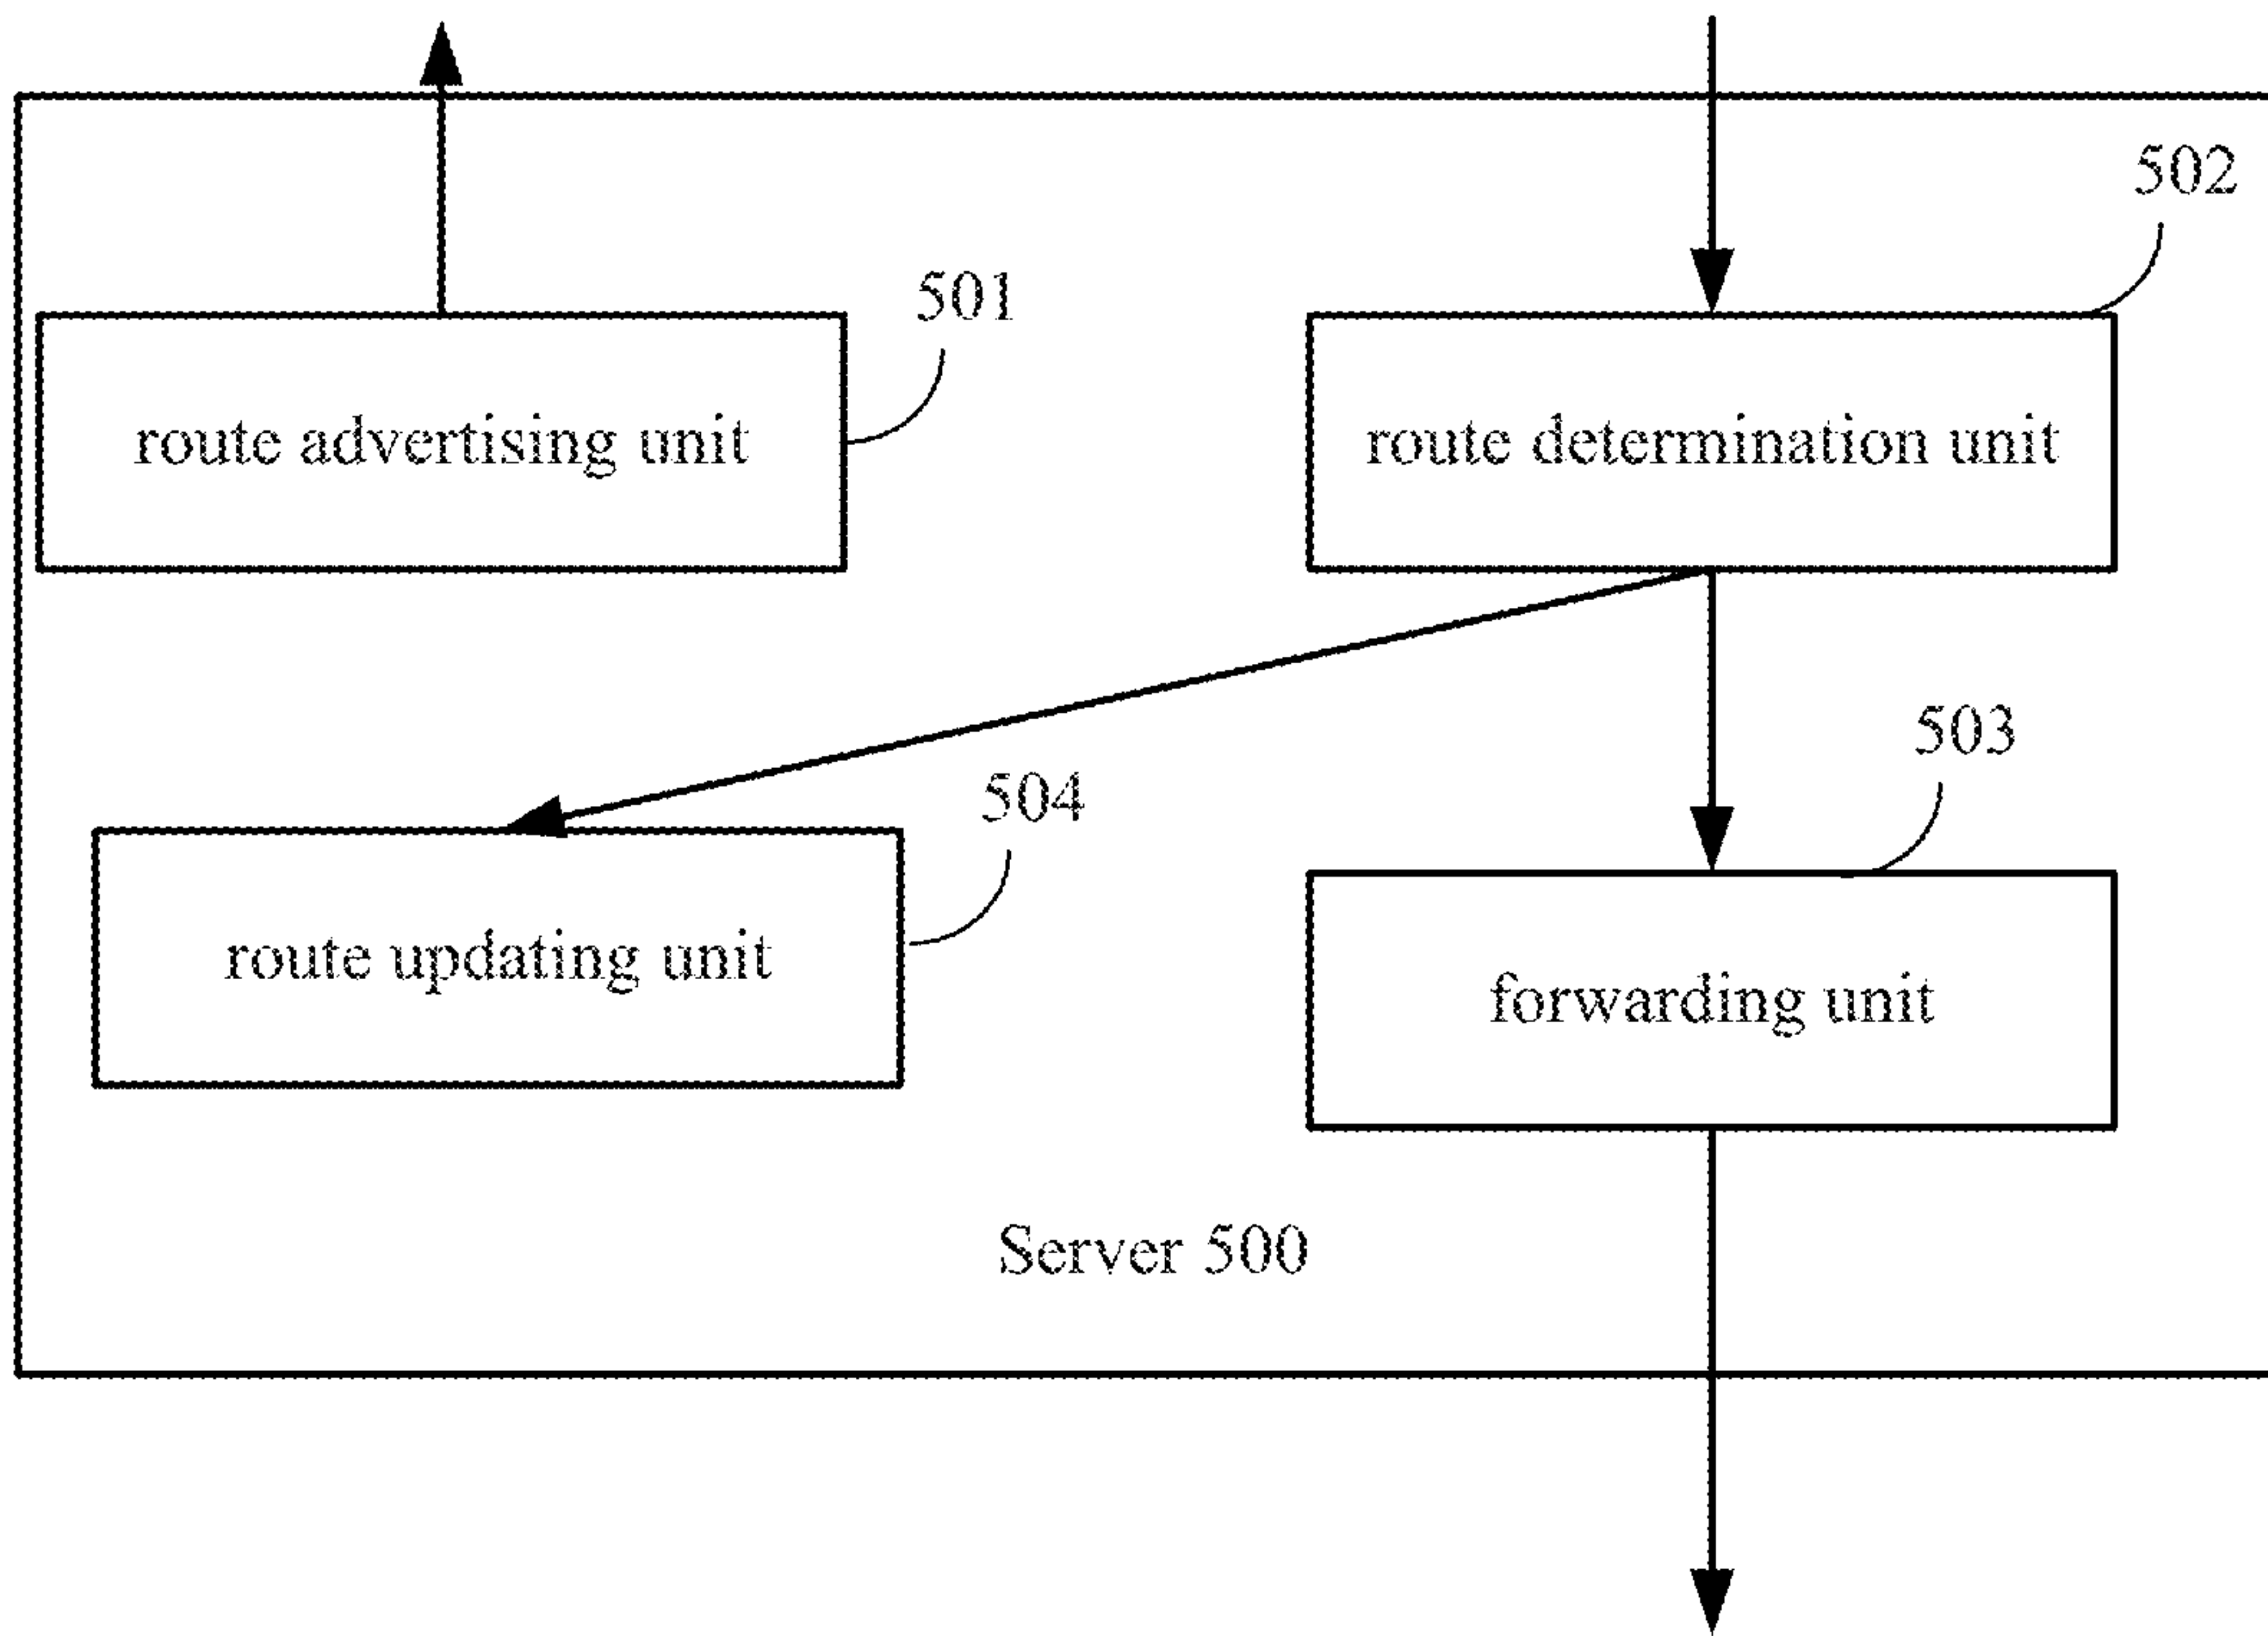 502
501
route advertising unit
route determination unit
503
504
route updating unit
forwarding unit
Server 500